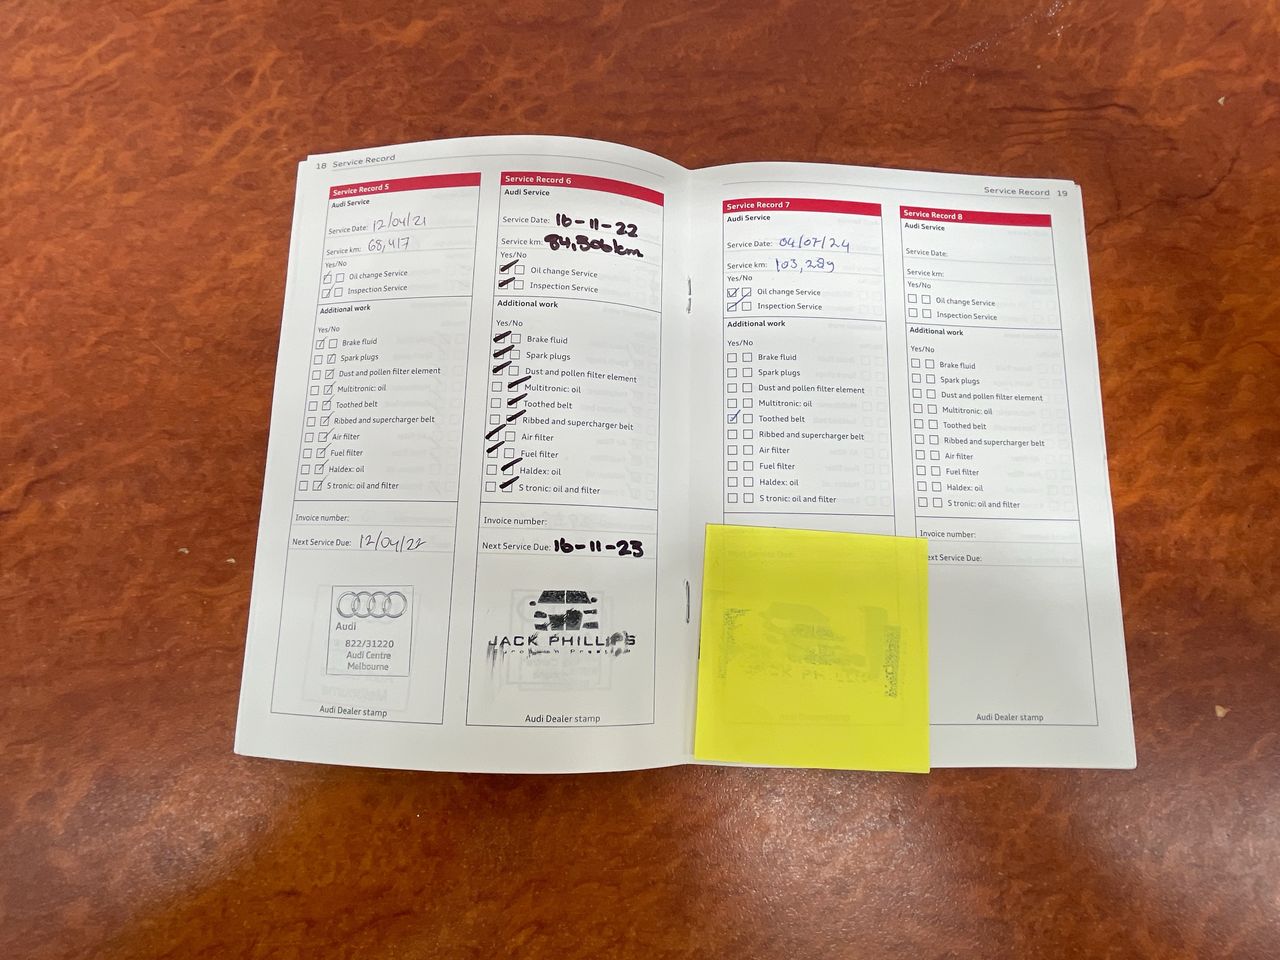 18 Service Record
Service Record 5
Audi Service
Service Date: 12/04/21
Service km: 68,417
Yes/No
Oil change Service
Inspection Service
Additional work
Yes/No
Brake fluid
Spark plugs
Dust and pollen filter element
Multitronic: oil
Toothed belt
Ribbed and supercharger belt
Air filter
Fuel filter
Haldex: oil
S tronic: oil and filter
Invoice number:
Next Service Due: 12/04/22
Audi
822/31220
Audi Centre
Melbourne
Audi Dealer stamp
Service Record 6
Audi Service
Service Date: 16-11-22
Service km:
Yes/No
Oil change Service
Inspection Service
Additional work
Yes/No
Brake fluid
Spark plugs
Dust and pollen filter element
Multitronic: oil
Toothed belt
Ribbed and supercharger belt
Air filter
Fuel filter
Haldex: oil
S tronic: oil and filter
Invoice number:
Next Service Due: 16-11-23
JACK PHILLIPS
Audi Dealer stamp
Service Record 19
Service Record 7
Audi Service
Service Date: 04/07/24
Service km: 103,289
Yes/No
Oil change Service
Inspection Service
Additional work
Yes/No
Brake fluid
Spark plugs
Dust and pollen filter element
Multitronic: oil
Toothed belt
Ribbed and supercharger belt
Air filter
Fuel filter
Haldex: oil
S tronic: oil and filter
Service Record 8
Audi Service
Service Date:
Service km:
Yes/No
Oil change Service
Inspection Service
Additional work
Yes/No
Brake fluid
Spark plugs
Dust and pollen filter element
Multitronic: oil
Toothed belt
Ribbed and supercharger belt
Air filter
Fuel filter
Haldex: oil
S tronic: oil and filter
Invoice number:
Service Due:
Audi Dealer stamp